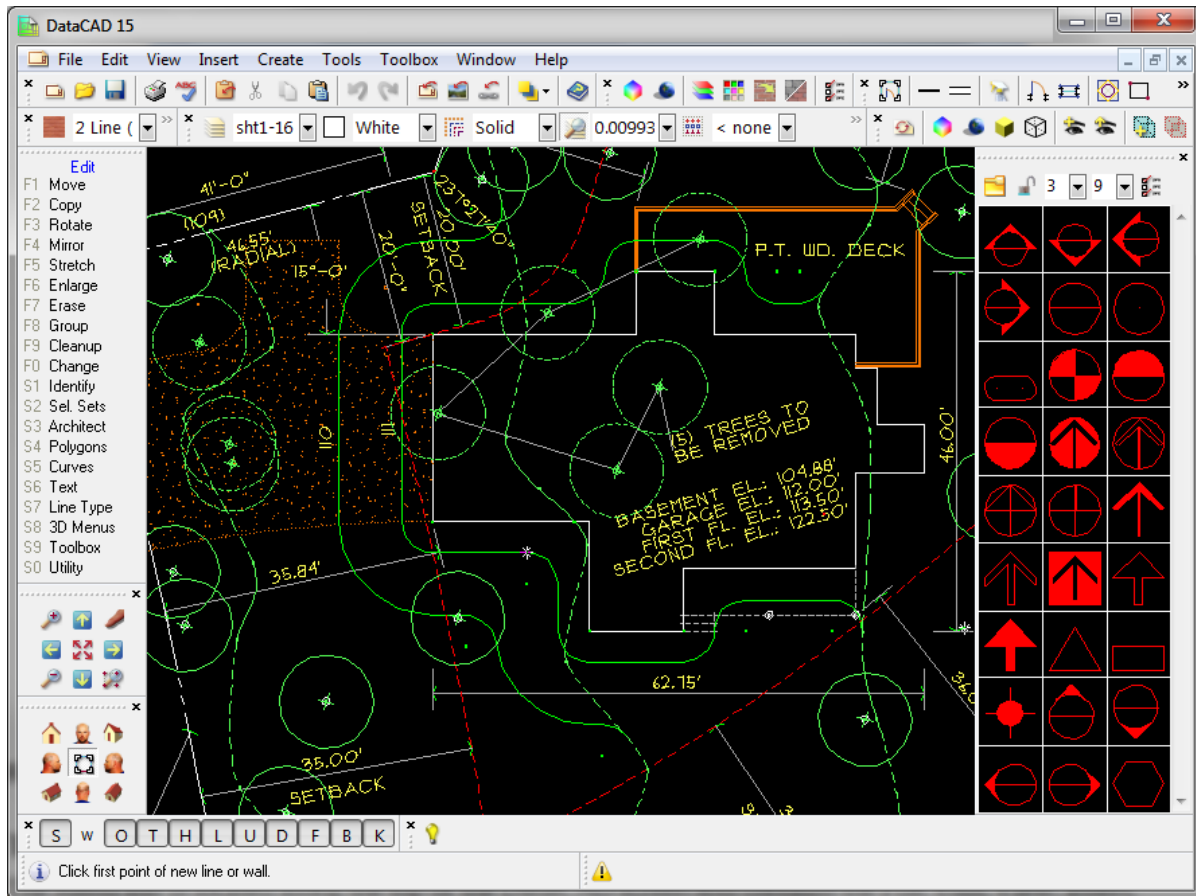 DataCAD 15
File Edit View Insert Create Tools Toolbox Window Help
2 Line ( sht1-16 White Solid 0.00993 < none
Edit
F1 Move
F2 Copy
F3 Rotate
F4 Mirror
F5 Stretch
F6 Enlarge
F7 Erase
F8 Group
F9 Cleanup
F0 Change
S1 Identify
S2 Sel. Sets
S3 Architect
S4 Polygons
S5 Curves
S6 Text
S7 Line Type
S8 3D Menus
S9 Toolbox
S0 Utility
3 9
41'-0"
(109)
46.55'
(RADIAL)
15'-0"
20'-0"
SETBACK
20.00'
P.T. WD. DECK
(5) TREES TO
BE REMOVED
46.00'
BASEMENT EL.: 104.88'
GARAGE EL.: 112.00'
FIRST FL. EL.: 113.50'
SECOND FL. EL.: 122.50'
110
111
35.84'
62.75'
35.00'
SETBACK
S W O T H L U D F B K
Click first point of new line or wall.